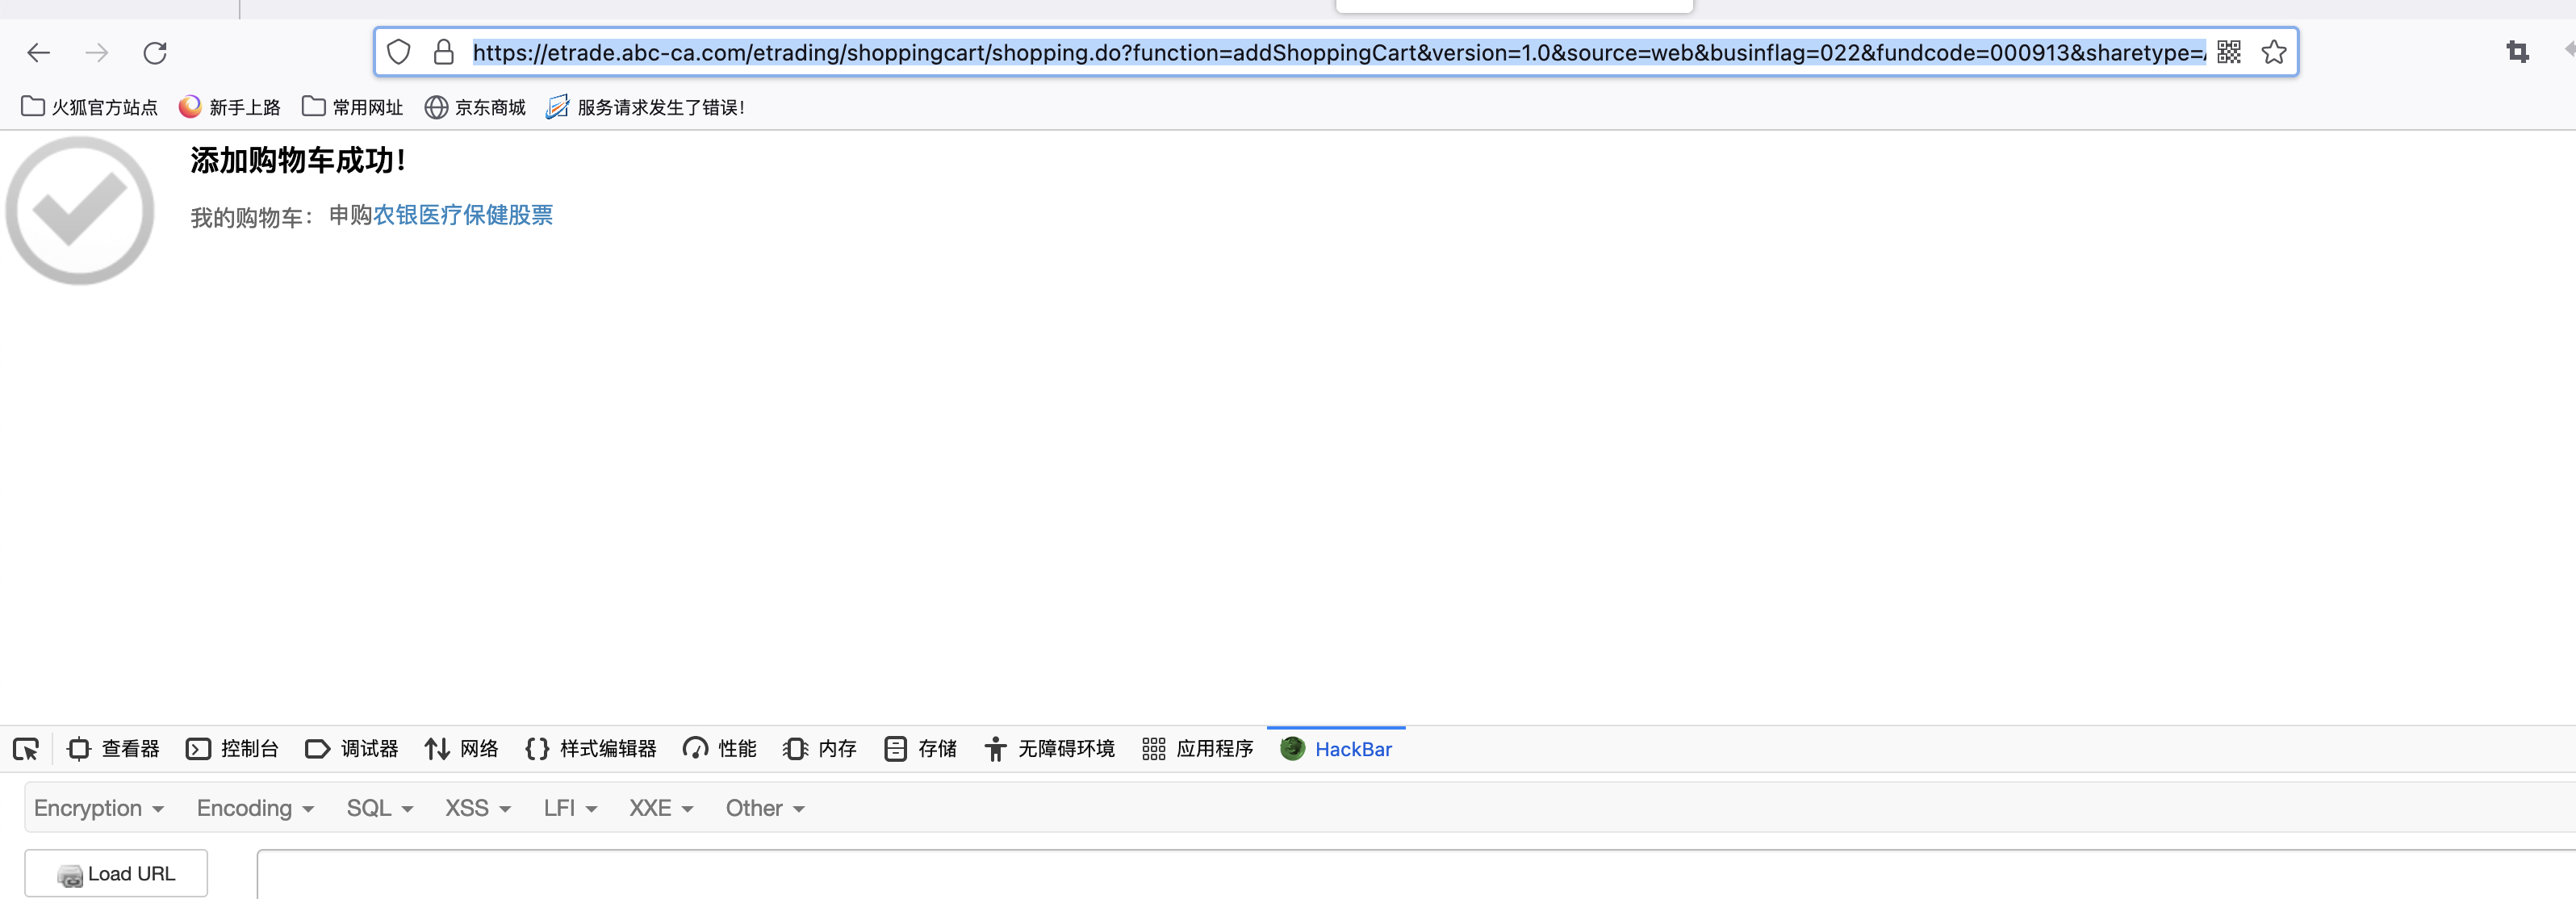 https://etrade.abc-ca.com/etrading/shoppingcart/shopping.do?function=addShoppingCart&version=1.0&source=web&businflag=022&fundcode=000913&sharetype=
火狐官方站点 新手上路 常用网址 京东商城 服务请求发生了错误!
添加购物车成功!
我的购物车: 申购农银医疗保健股票
查看器 控制台 调试器 网络 样式编辑器 性能 内存 存储 无障碍环境 应用程序 HackBar
Encryption Encoding SQL XSS LFI XXE Other
Load URL